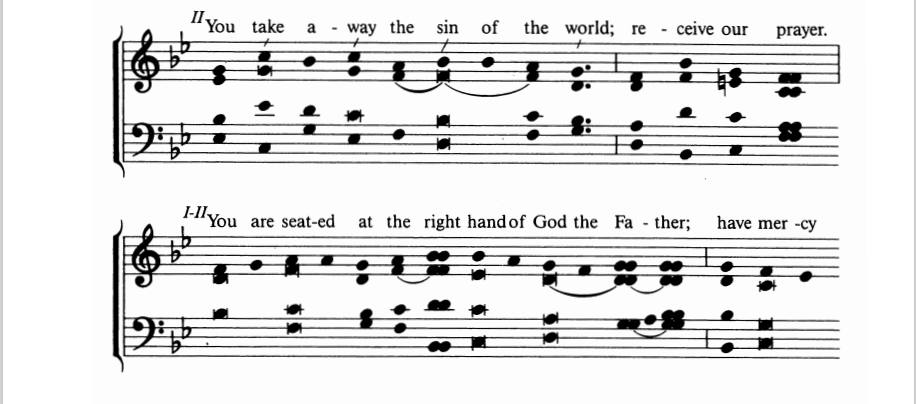 II You take a - way the sin of the world; re - ceive our prayer.
I-II You are seat-ed at the right hand of God the Fa - ther; have mer -cy